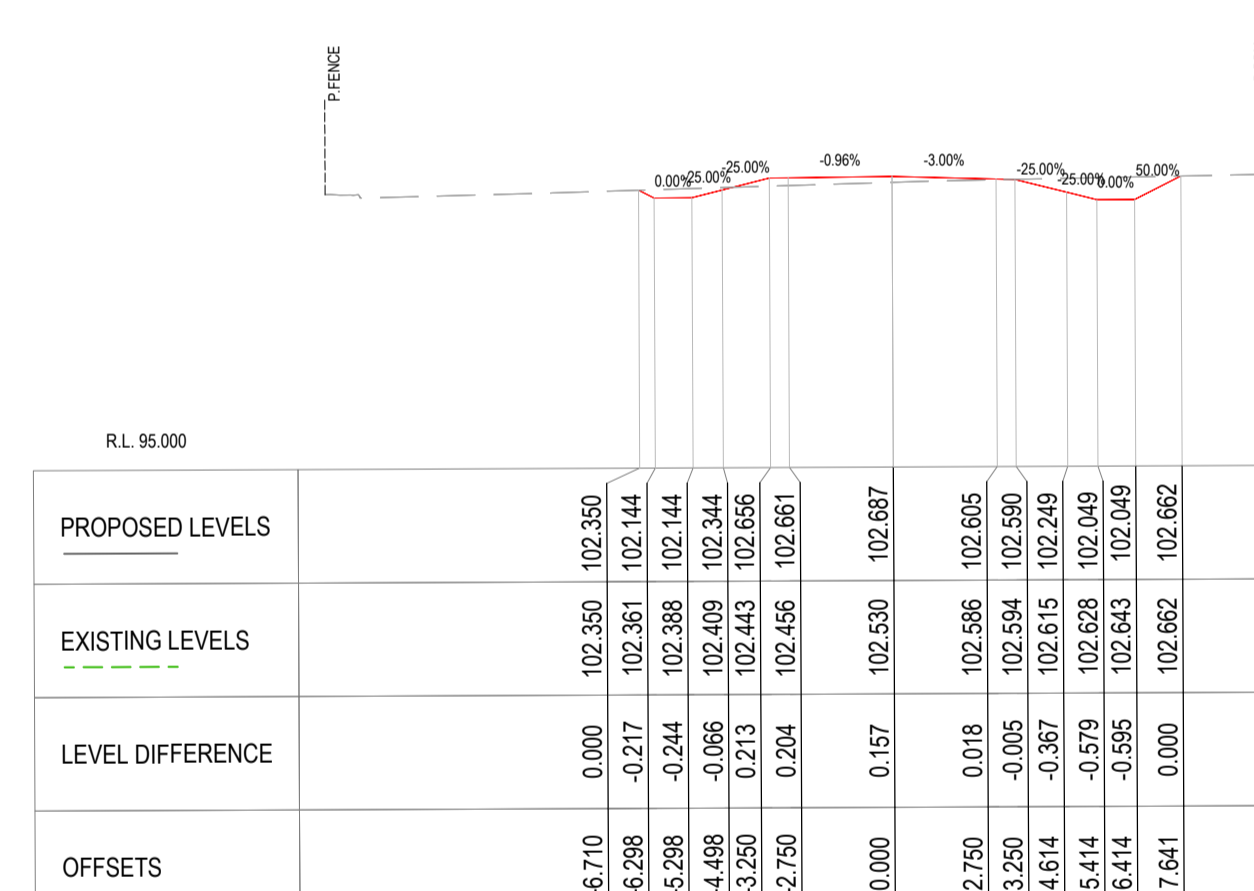 P.FENCE
0.00%
-25.00%
-25.00%
-0.96%
-3.00%
-25.00%
-25.00%
0.00%
50.00%
R.L. 95.000
PROPOSED LEVELS 102.350 102.144 102.144 102.344 102.656 102.661 102.687 102.605 102.590 102.249 102.049 102.049 102.662
EXISTING LEVELS 102.350 102.361 102.388 102.409 102.443 102.456 102.530 102.586 102.594 102.615 102.628 102.643 102.662
LEVEL DIFFERENCE 0.000 -0.217 -0.244 -0.066 0.213 0.204 0.157 0.018 -0.005 -0.367 -0.579 -0.595 0.000
OFFSETS -6.710 -6.298 -5.298 -4.498 -3.250 -2.750 0.000 2.750 3.250 4.614 5.414 6.414 7.641